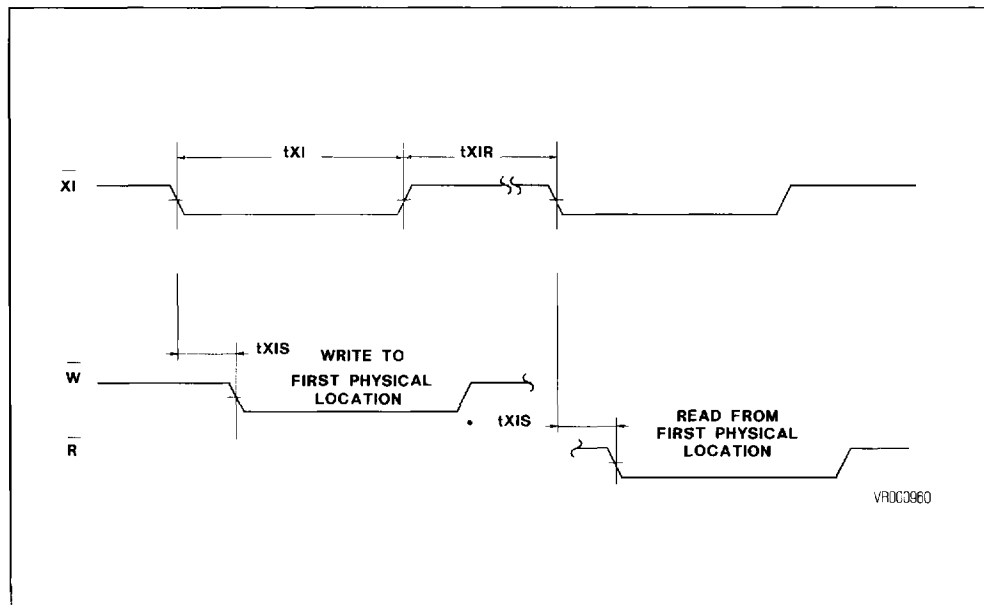 tXI
tXIR
XI
tXIS
WRITE TO
FIRST PHYSICAL
LOCATION
W
tXIS
READ FROM
FIRST PHYSICAL
LOCATION
R
VR000960